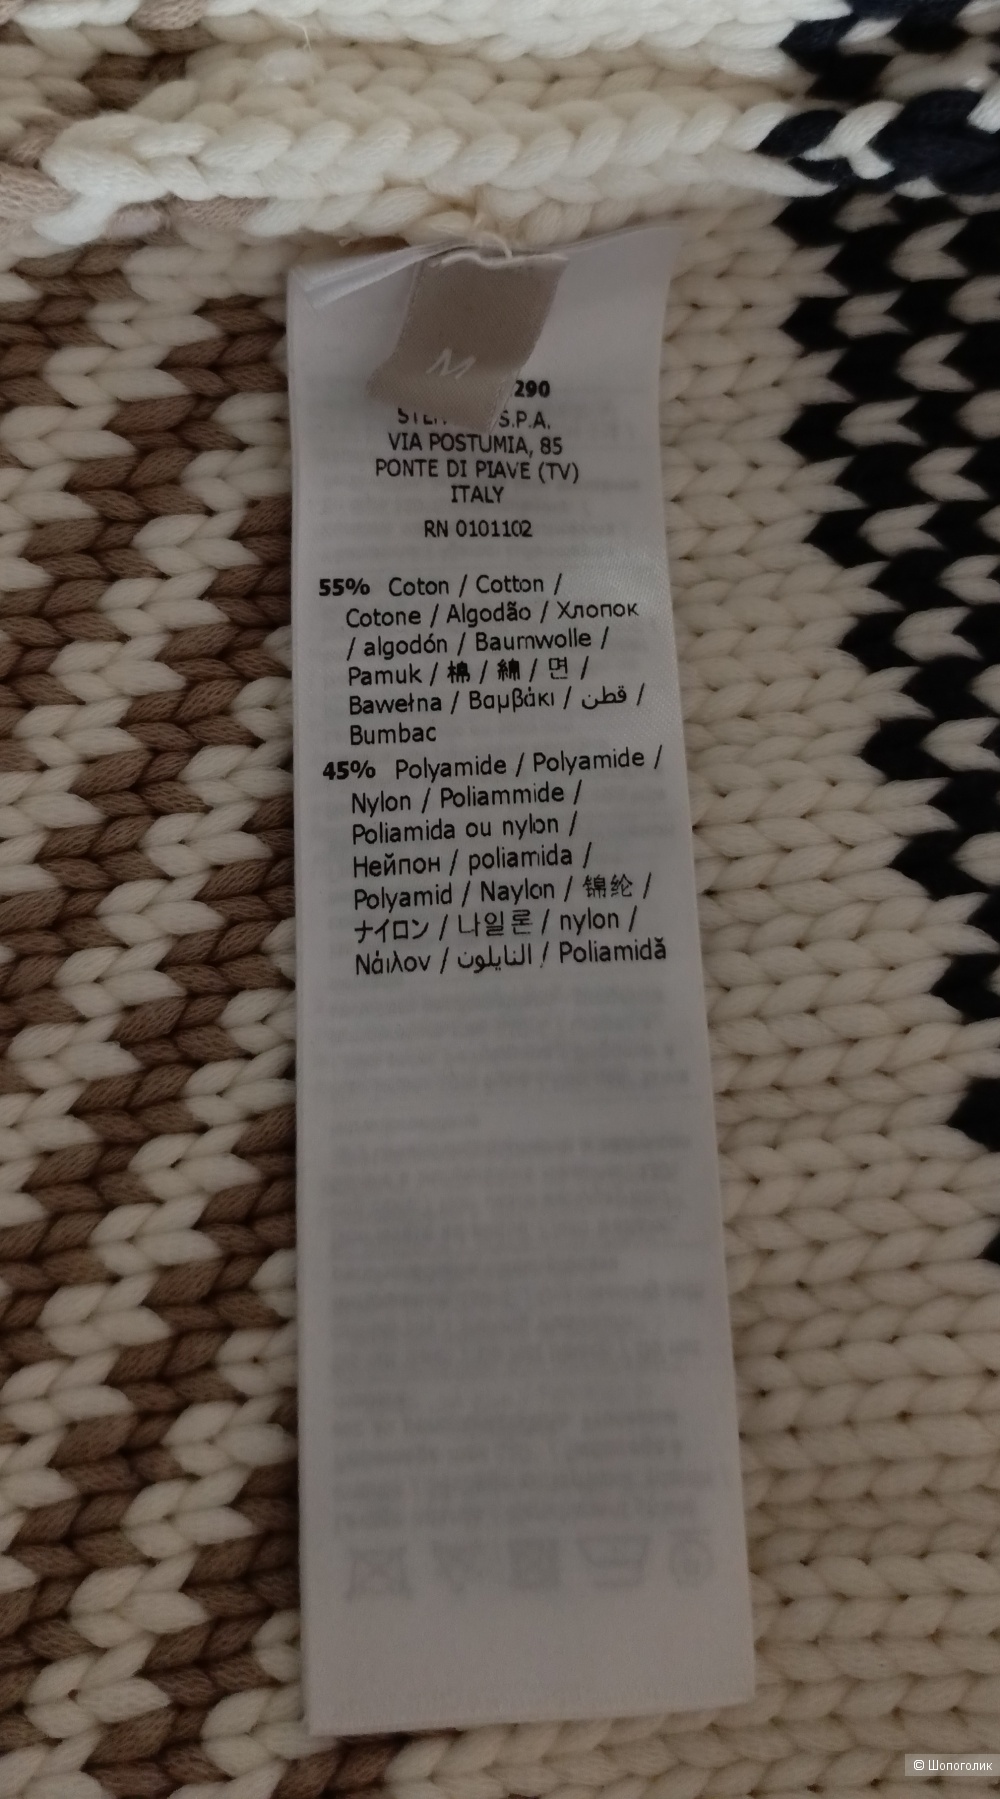 M
290
S.P.A.
VIA POSTUMIA, 85
PONTE DI PIAVE (TV)
ITALY
RN 0101102
55% Coton / Cotton /
Cotone / Algodão / Хлопок
/ algodón / Baumwolle /
Pamuk / 棉 / 綿 / 면 /
Bawełna / Βαμβάκι / قطن /
Bumbac
45% Polyamide / Polyamide /
Nylon / Poliammide /
Poliamida ou nylon /
Нейлон / poliamida /
Polyamid / Naylon / 锦纶 /
ナイロン / 나일론 / nylon /
Νάιλον / النايلون / Poliamidă
© Шопоголик